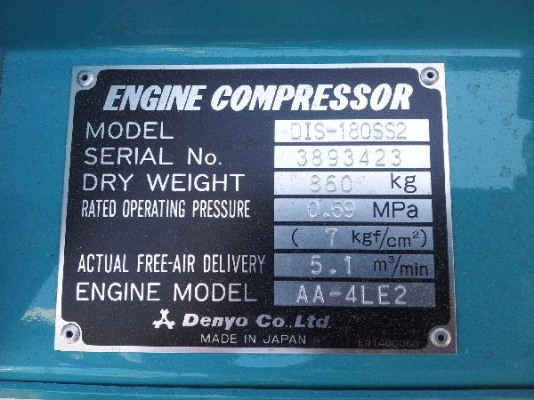 ENGINE COMPRESSOR
MODEL DIS-180SS2
SERIAL No. 3893423
DRY WEIGHT 860 kg
RATED OPERATING PRESSURE 0.69 MPa
( 7 kgf/cm²)
ACTUAL FREE-AIR DELIVERY 5.1 m³/min
ENGINE MODEL AA-4LE2
Denyo Co.,Ltd.
MADE IN JAPAN